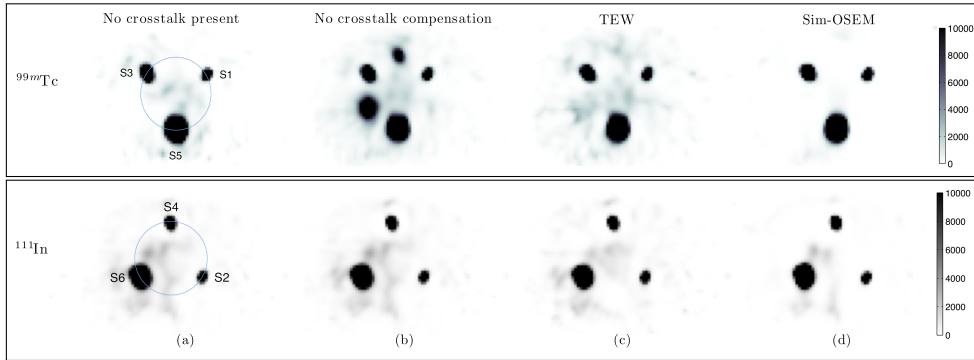 No crosstalk present No crosstalk compensation TEW Sim-OSEM
99mTc
S3
S1
S5
10000
8000
6000
4000
2000
0
111In
S4
S6
S2
10000
8000
6000
4000
2000
0
(a) (b) (c) (d)